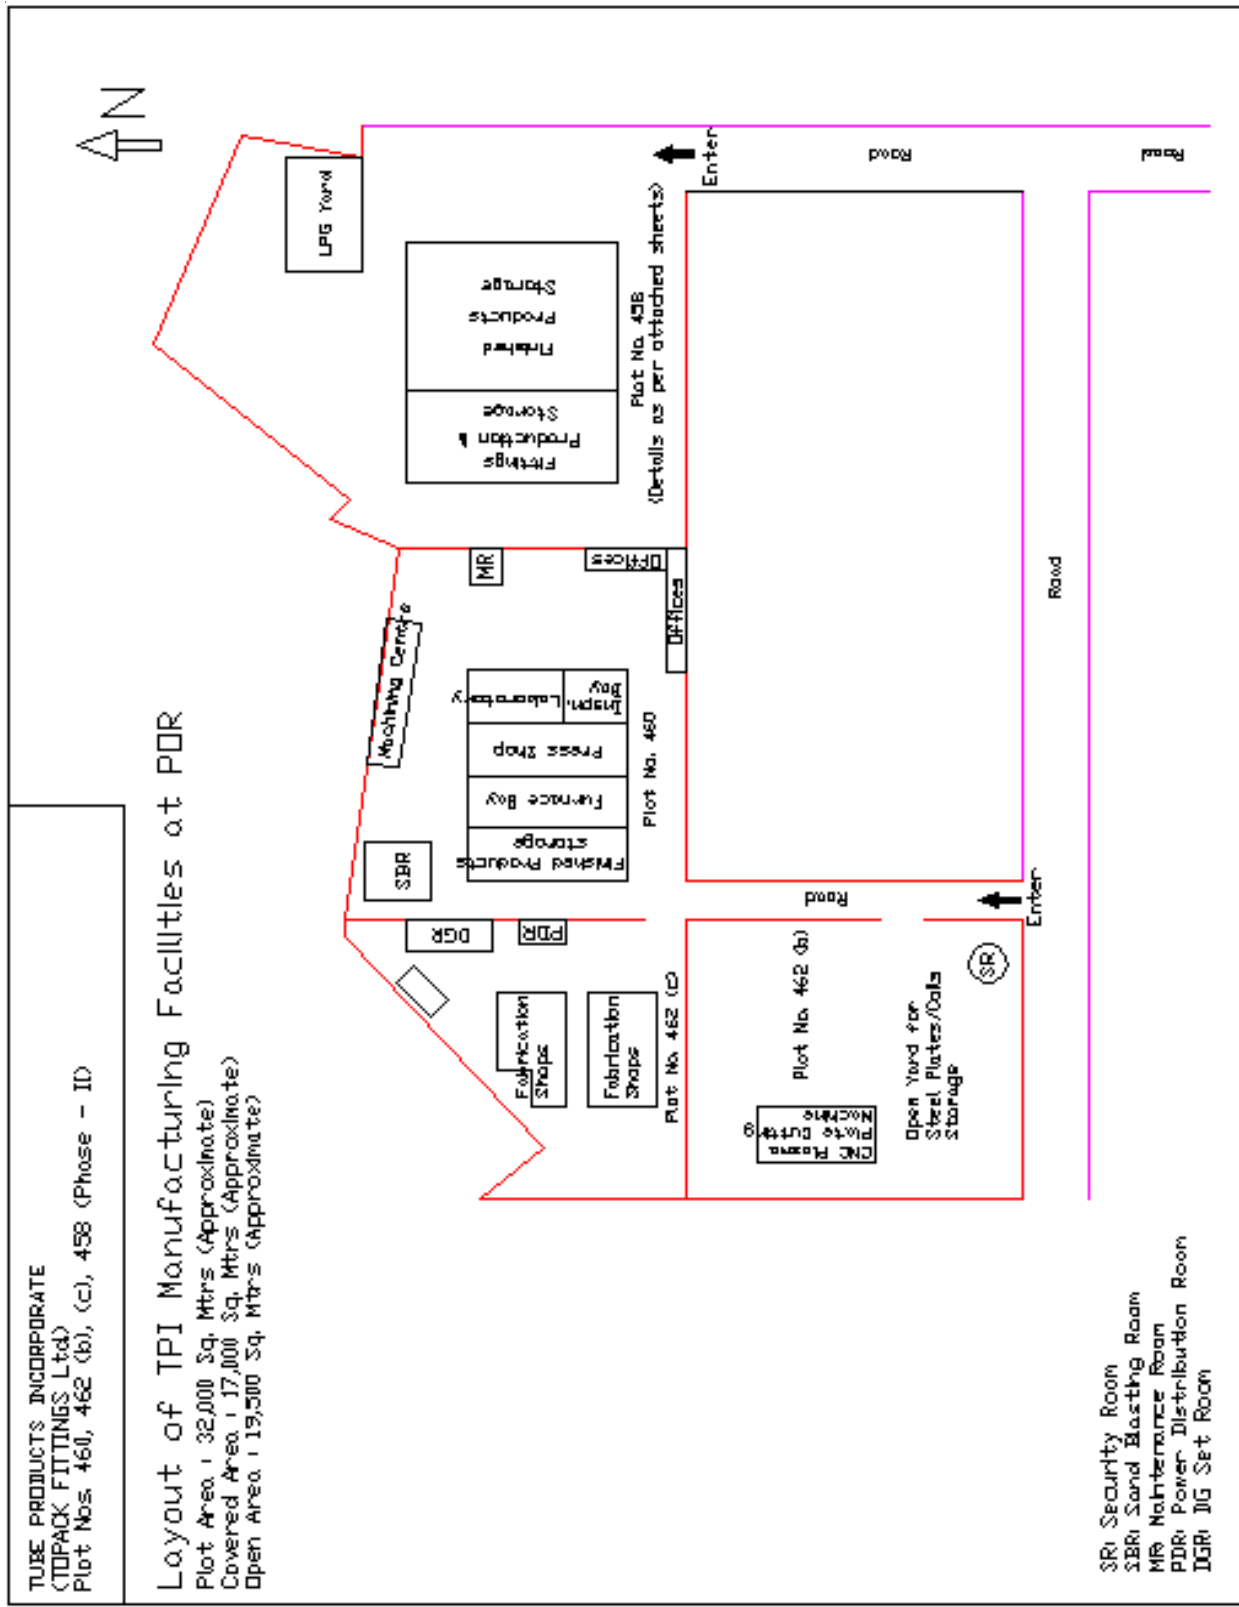 TUBE PRODUCTS INCORPORATE
(TOPACK FITTINGS Ltd.)
Plot Nos. 460, 462 (b), (c), 458 (Phase - II)
Layout of TPI Manufacturing Facilities at POR
Plot Area : 32,000 Sq. Mtrs (Approximate)
Covered Area : 17,000 Sq. Mtrs (Approximate)
Open Area : 19,500 Sq. Mtrs (Approximate)
N
LPG Yard
Finished
Products
Storage
Fittings
Production &
Storage
Plot No. 458
(Details as per attached sheets)
Enter
Road
Road
MR
Offices
Offices
Machining Centre
Laboratory
Inspn.
bay
Press Shop
Furnace Bay
Finished Products
storage
Plot No. 460
SBR
DGR
PDR
Fabrication
Shops
Fabrication
Shops
Plot No. 462 (c)
Road
Enter
Plot No. 462 (b)
SR
CNC Plasma
Plate Cutting
Machine
Open Yard for
Steel Plates/Coils
Storage
Road
SR: Security Room
SBR: Sand Blasting Room
MR: Maintenance Room
PDR: Power Distribution Room
DGR: DG Set Room